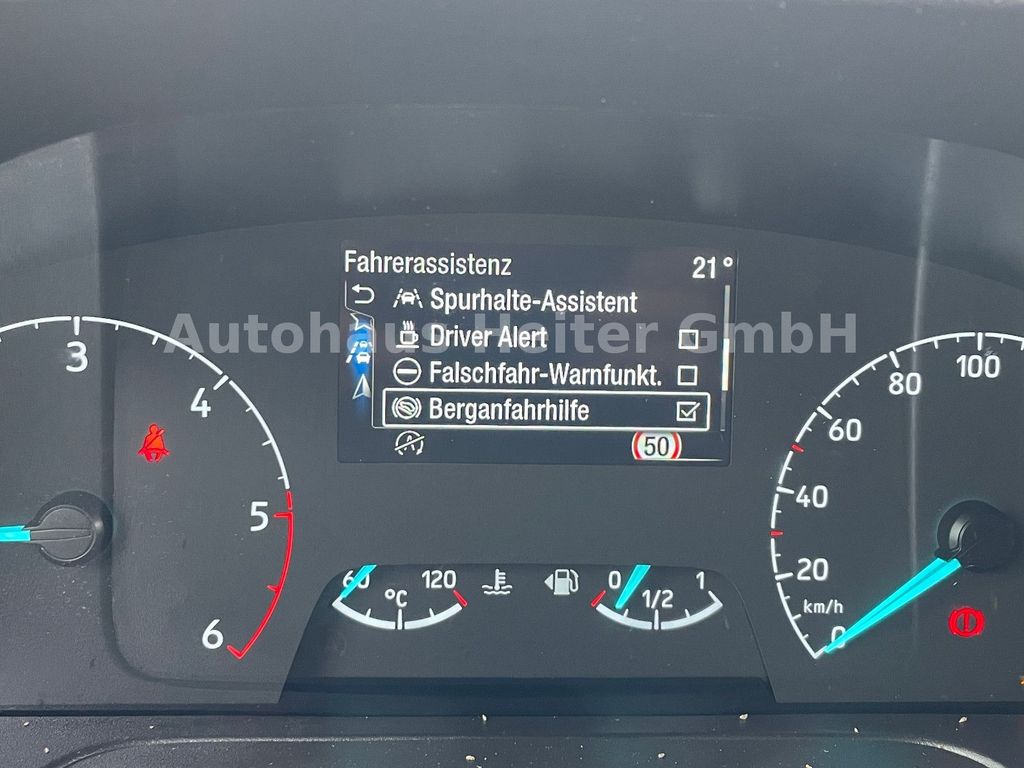 Fahrerassistenz 21°
Spurhalte-Assistent
Driver Alert
Falschfahr-Warnfunkt.
Berganfahrhilfe
50
Autohaus Heiter GmbH
3
4
5
6
60 120
°C
0 1
1/2
100
80
60
40
20
km/h
0